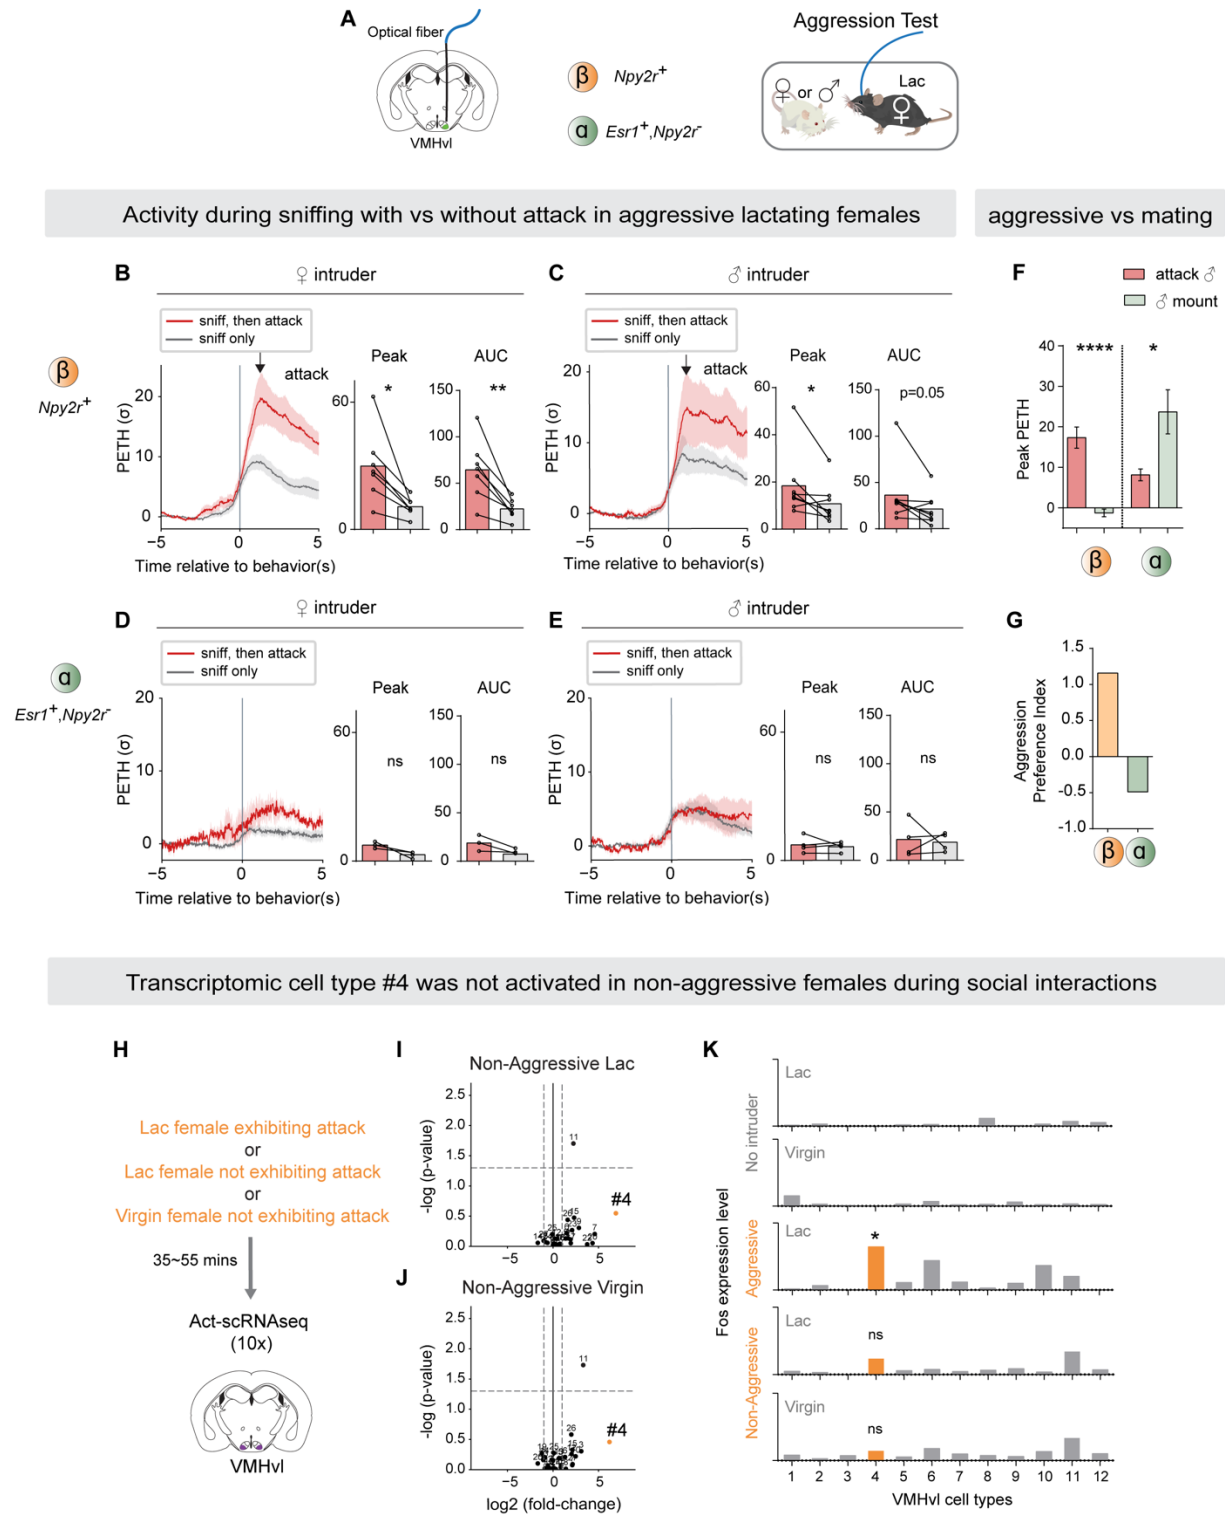 A
Optical fiber
VMHvl
β Npy2r+
α Esr1+,Npy2r-
Aggression Test
♀ or ♂
Lac
♀
Activity during sniffing with vs without attack in aggressive lactating females
aggressive vs mating
B
♀ intruder
sniff, then attack
sniff only
attack
β
Npy2r+
PETH (σ)
20
10
0
−5 0 5
Time relative to behavior(s)
Peak
*
60
0
AUC
**
150
100
50
0
C
♂ intruder
sniff, then attack
sniff only
attack
PETH (σ)
20
10
0
−5 0 5
Time relative to behavior(s)
Peak
*
60
40
20
0
AUC
p=0.05
150
100
50
0
F
attack ♂
♂ mount
Peak PETH
40
30
20
10
0
**** *
β α
D
♀ intruder
sniff, then attack
sniff only
α
Esr1+,Npy2r-
PETH (σ)
20
10
0
−5 0 5
Time relative to behavior(s)
Peak
ns
60
0
AUC
ns
150
100
50
0
E
♂ intruder
sniff, then attack
sniff only
PETH (σ)
20
10
0
−5 0 5
Time relative to behavior(s)
Peak
ns
60
0
AUC
ns
150
100
50
0
G
Aggression
Preference Index
1.5
1.0
0.5
0.0
-0.5
-1.0
β α
Transcriptomic cell type #4 was not activated in non-aggressive females during social interactions
H
Lac female exhibiting attack
or
Lac female not exhibiting attack
or
Virgin female not exhibiting attack
35~55 mins
Act-scRNAseq
(10x)
VMHvl
I
Non-Aggressive Lac
-log (p-value)
2.5
2.0
1.5
1.0
0.5
0.0
11
#4
−5 0 5
J
Non-Aggressive Virgin
-log (p-value)
2.5
2.0
1.5
1.0
0.5
0.0
11
26
#4
−5 0 5
log2 (fold-change)
K
Fos expression level
No intruder
Lac
Virgin
Aggressive
Lac
*
Non-Aggressive
Lac
ns
Virgin
ns
1 2 3 4 5 6 7 8 9 10 11 12
VMHvl cell types